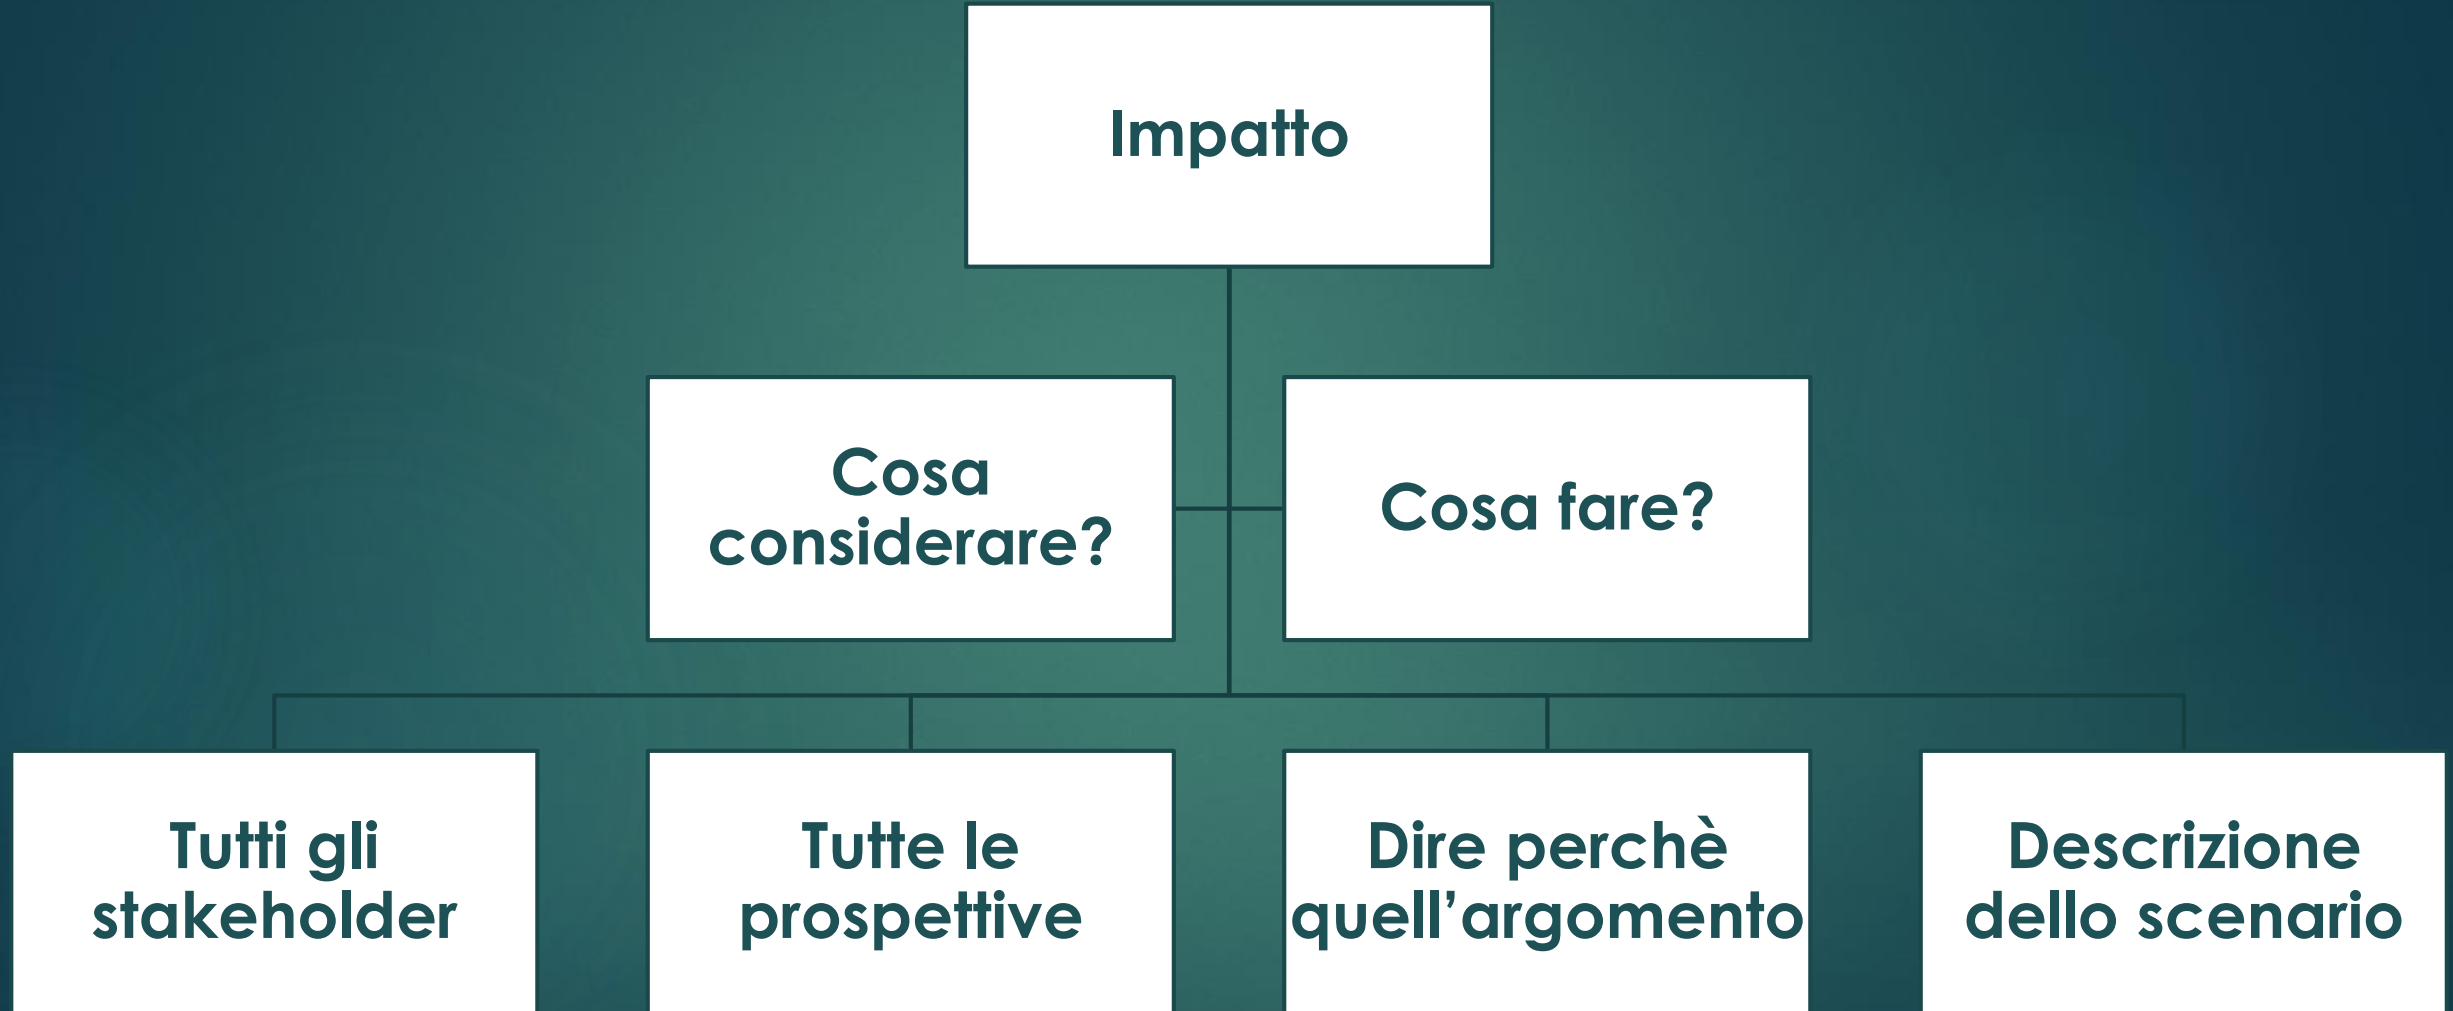 Impatto
Cosa
considerare?
Cosa fare?
Tutti gli
stakeholder
Tutte le
prospettive
Dire perchè
quell’argomento
Descrizione
dello scenario